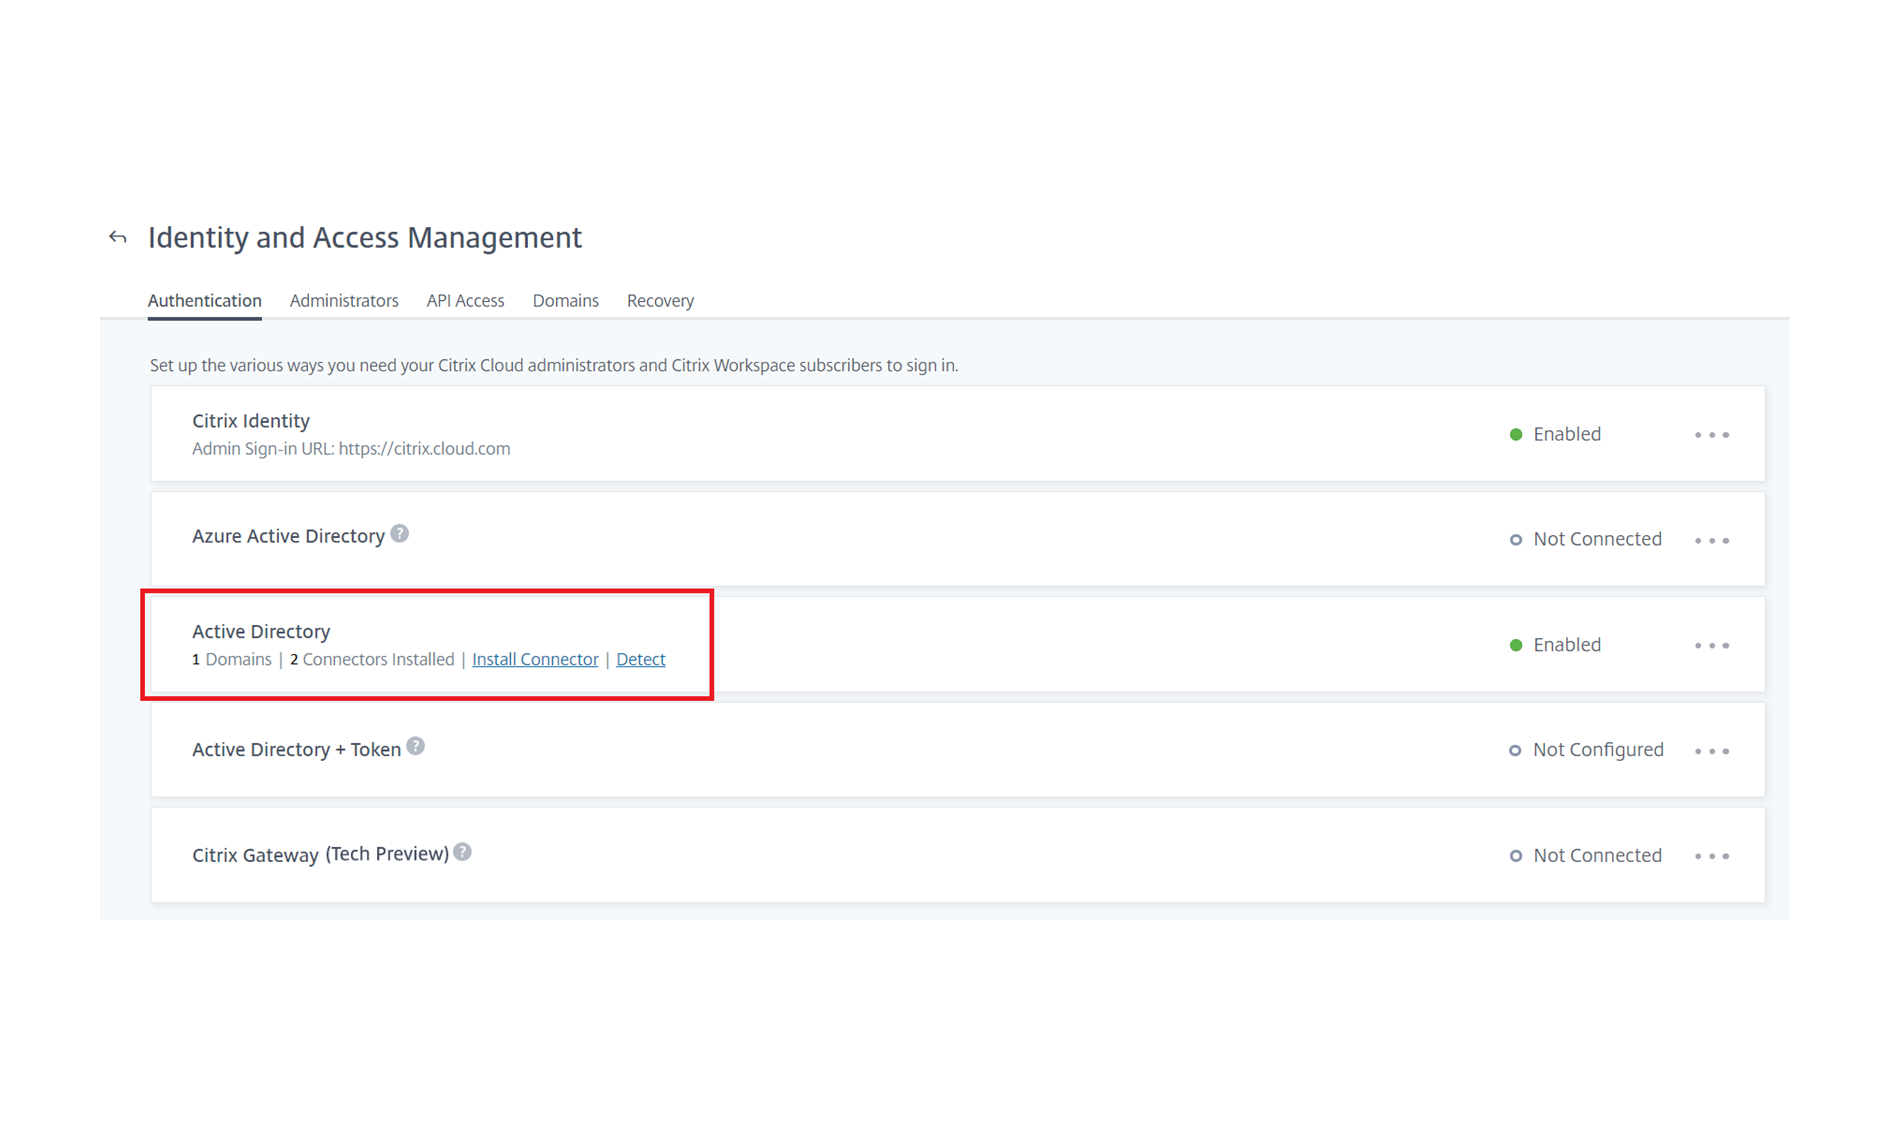 Identity and Access Management
Authentication Administrators API Access Domains Recovery
Set up the various ways you need your Citrix Cloud administrators and Citrix Workspace subscribers to sign in.
Citrix Identity
Admin Sign-in URL: https://citrix.cloud.com
Enabled
Azure Active Directory ?
Not Connected
Active Directory
1 Domains | 2 Connectors Installed | Install Connector | Detect
Enabled
Active Directory + Token ?
Not Configured
Citrix Gateway (Tech Preview) ?
Not Connected